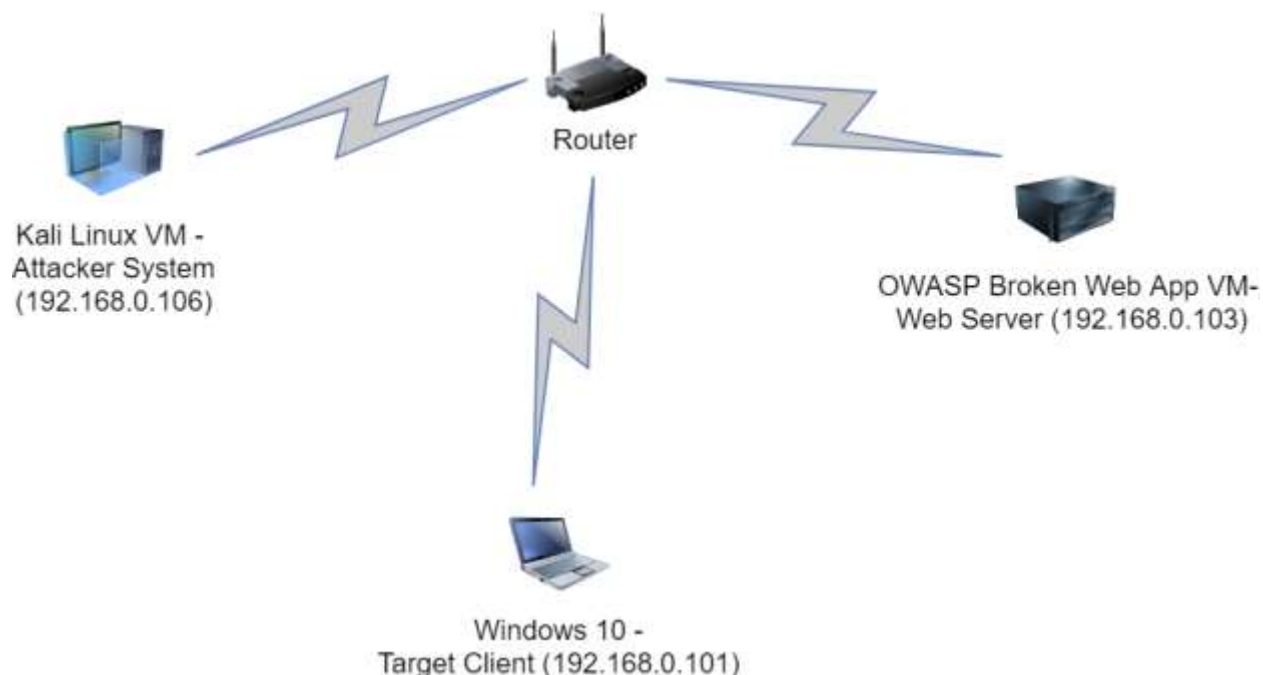 Router
Kali Linux VM -
Attacker System
(192.168.0.106)
OWASP Broken Web App VM-
Web Server (192.168.0.103)
Windows 10 -
Target Client (192.168.0.101)